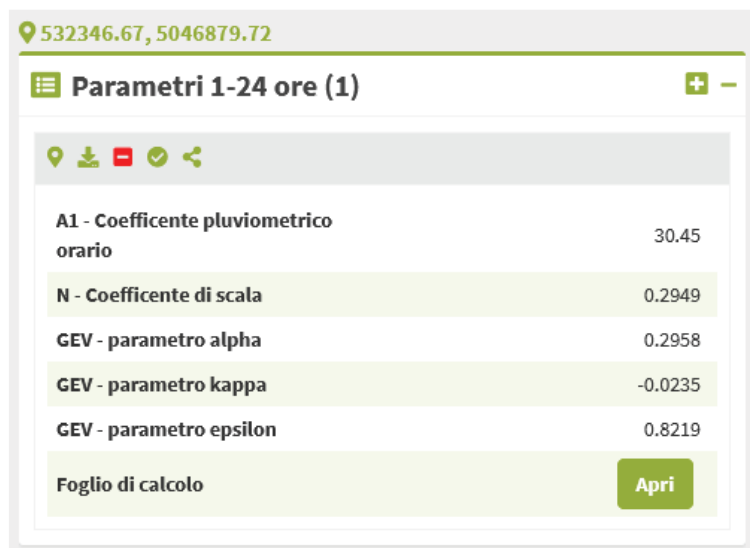 532346.67, 5046879.72
Parametri 1-24 ore (1)
A1 - Coefficente pluviometrico
orario
30.45
N - Coefficente di scala 0.2949
GEV - parametro alpha 0.2958
GEV - parametro kappa -0.0235
GEV - parametro epsilon 0.8219
Foglio di calcolo Apri